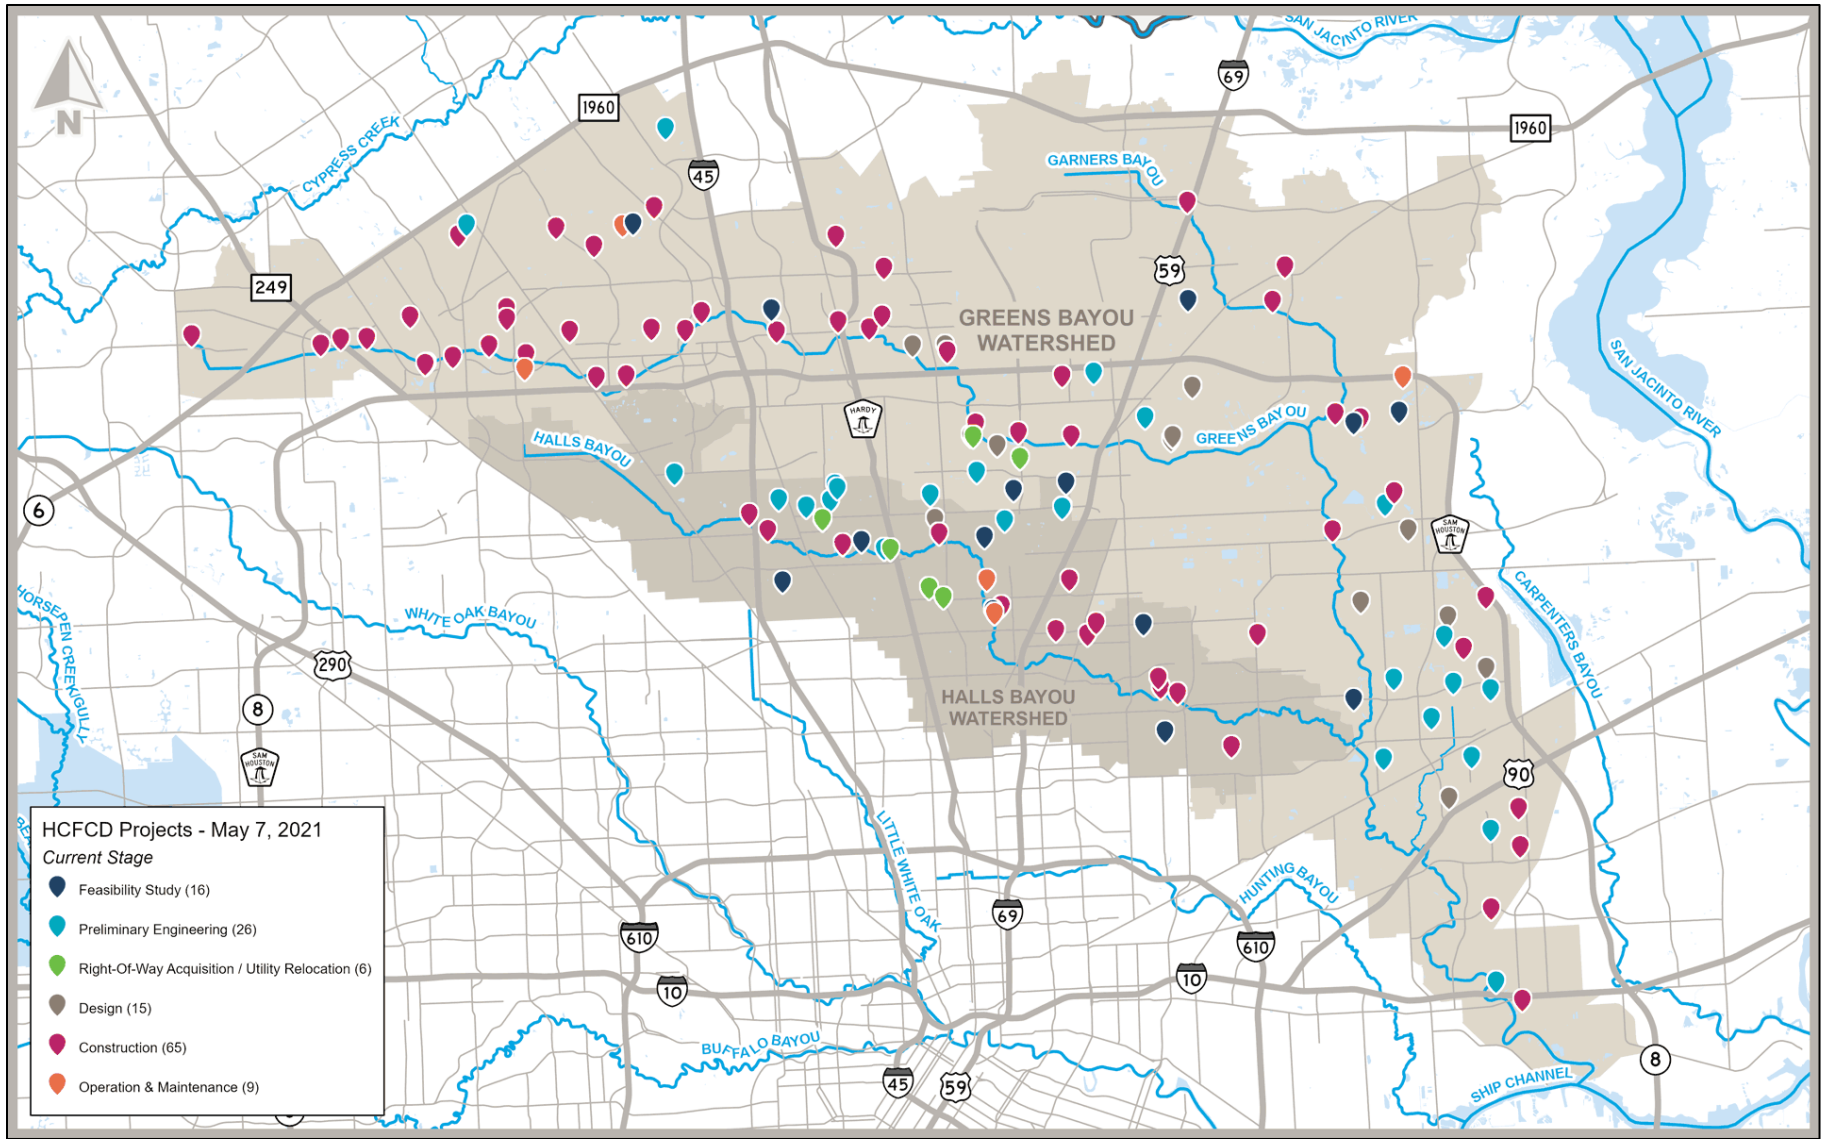 SAN JACINTO RIVER
69
1960
1960
CYPRESS CREEK
N
GARNERS BAYOU
45
249
59
GREENS BAYOU
WATERSHED
SAN JACINTO RIVER
HARDY
GREENS BAYOU
HALLS BAYOU
6
SAM
HOUSTON
CARPENTERS BAYOU
HORSEPEN CREEK/GULLY
WHITE OAK BAYOU
290
8
HALLS BAYOU
WATERSHED
SAM
HOUSTON
90
LITTLE WHITE OAK
HUNTING BAYOU
69
610
610
10
10
BUFFALO BAYOU
45
59
8
SHIP CHANNEL
HCFCD Projects - May 7, 2021
Current Stage
Feasibility Study (16)
Preliminary Engineering (26)
Right-Of-Way Acquisition / Utility Relocation (6)
Design (15)
Construction (65)
Operation & Maintenance (9)